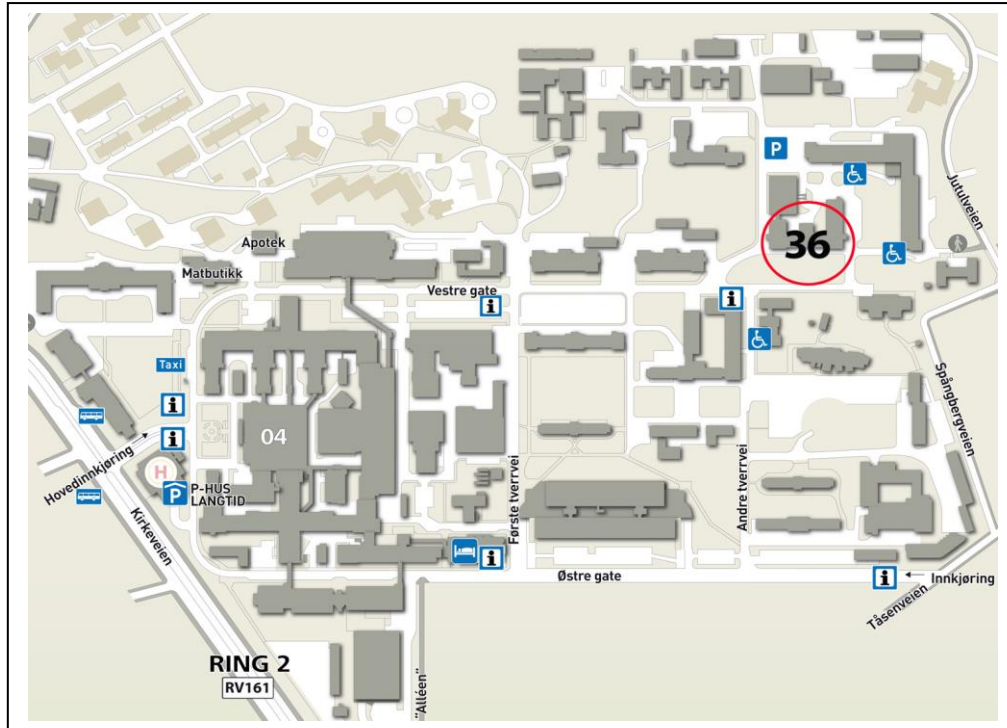 P
Jutulveien
36
Apotek
Matbutikk
Vestre gate
i
i
Taxi
i
04
i
Hovedinnkjøring
H
P
P-HUS
LANGTID
Kirkeveien
Første tverrvei
Andre tverrvei
Spångbergveien
i
Østre gate
i
Innkjøring
Tåsenveien
RING 2
RV161
"Alléen"